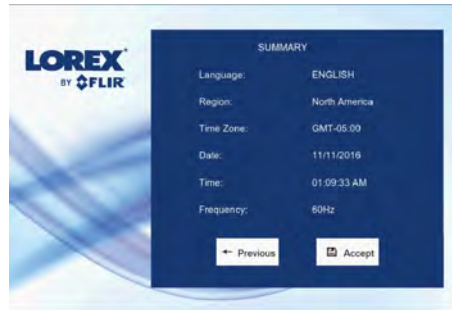 LOREX
BY FLIR
SUMMARY
Language: ENGLISH
Region: North America
Time Zone: GMT-05:00
Date: 11/11/2016
Time: 01:09:33 AM
Frequency: 60Hz
← Previous Accept